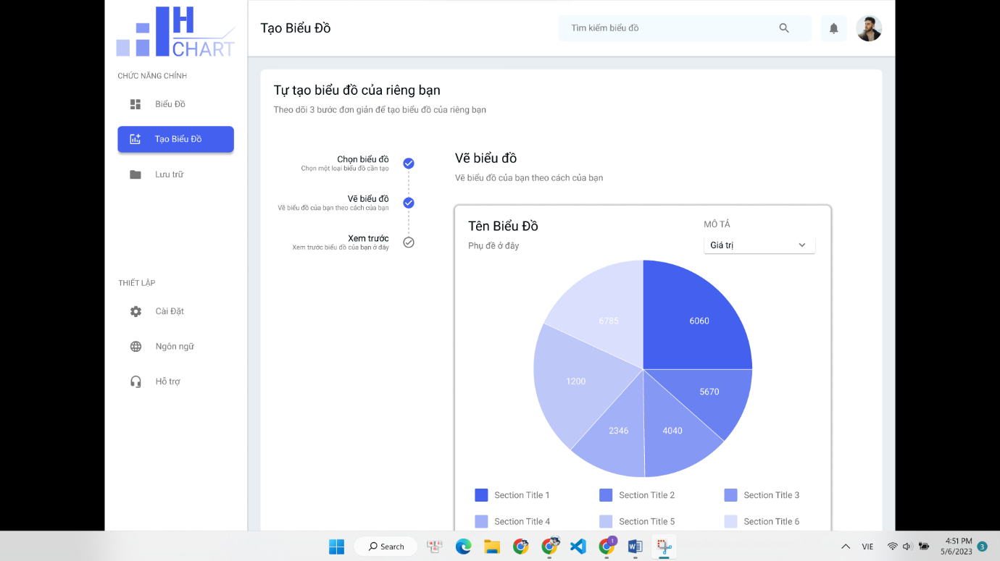 H
CHART
CHỨC NĂNG CHÍNH
Biểu Đồ
Tạo Biểu Đồ
Lưu trữ
THIẾT LẬP
Cài Đặt
Ngôn ngữ
Hỗ trợ
Tạo Biểu Đồ
Tìm kiếm biểu đồ
Tự tạo biểu đồ của riêng bạn
Theo dõi 3 bước đơn giản để tạo biểu đồ của riêng bạn
Chọn biểu đồ
Chọn một loại biểu đồ cần tạo
Vẽ biểu đồ
Vẽ biểu đồ của bạn theo cách của bạn
Xem trước
Xem trước biểu đồ của bạn ở đây
Vẽ biểu đồ
Vẽ biểu đồ của bạn theo cách của bạn
Tên Biểu Đồ
Phụ đề ở đây
MÔ TẢ
Giá trị
6785
6060
1200
5670
2346
4040
Section Title 1
Section Title 2
Section Title 3
Section Title 4
Section Title 5
Section Title 6
Search
1
VIE
4:51 PM
5/6/2023
3